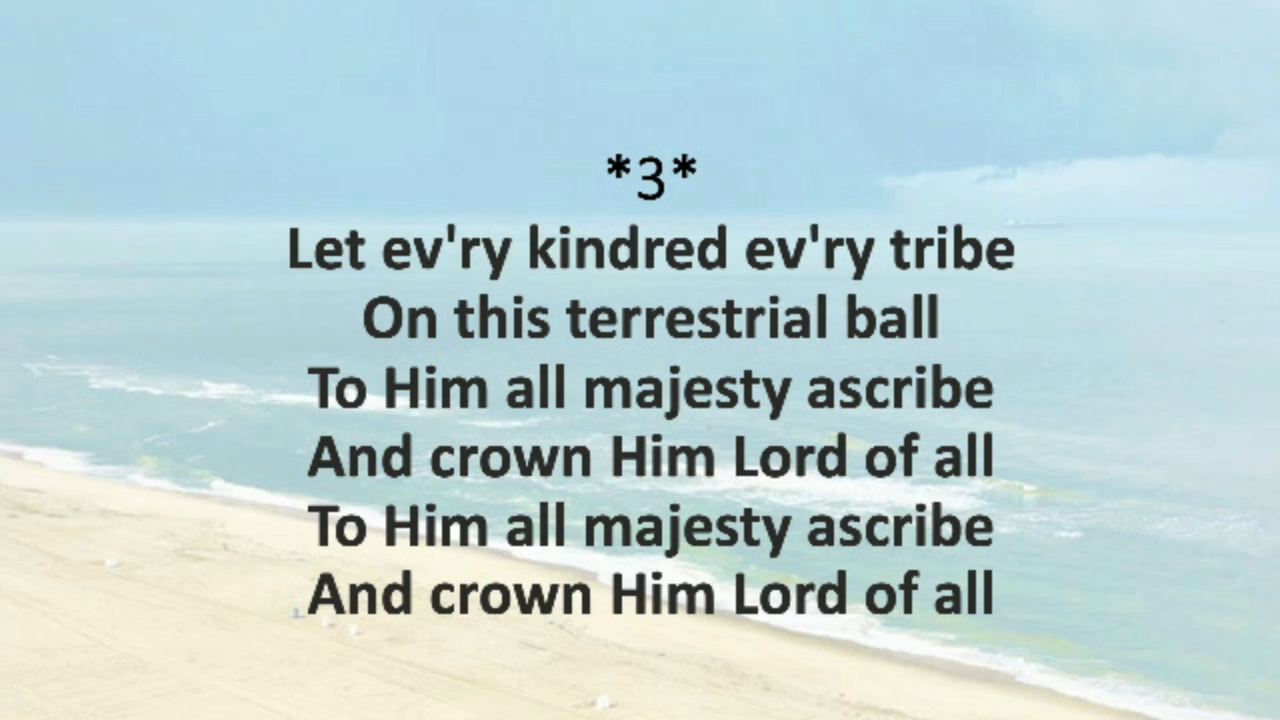 *3*
Let ev'ry kindred ev'ry tribe
On this terrestrial ball
To Him all majesty ascribe
And crown Him Lord of all
To Him all majesty ascribe
And crown Him Lord of all